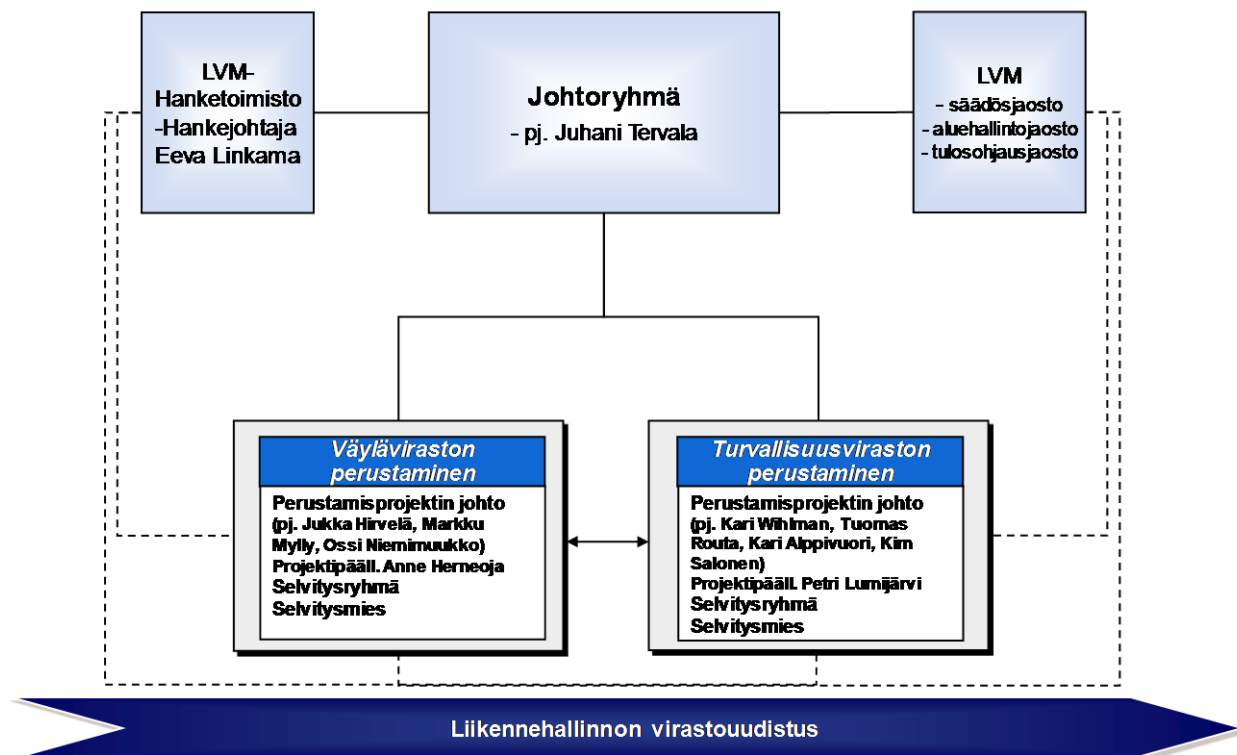 LVM-
Hanketoimisto
-Hankejohtaja
Eeva Linkama
Johtoryhmä
- pj. Juhani Tervala
LVM
- säädösjaosto
- aluehallintojaosto
- tulosohjausjaosto
Väyläviraston
perustaminen
Perustamisprojektin johto
(pj. Jukka Hirvelä, Markku
Mylly, Ossi Niemimuukko)
Projektipääll. Anne Herneoja
Selvitysryhmä
Selvitysmies
Turvallisuusviraston
perustaminen
Perustamisprojektin johto
(pj. Kari Wihlman, Tuomas
Routa, Kari Alppivuori, Kim
Salonen)
Projektipääll. Petri Lumijärvi
Selvitysryhmä
Selvitysmies
Liikennehallinnon virastouudistus